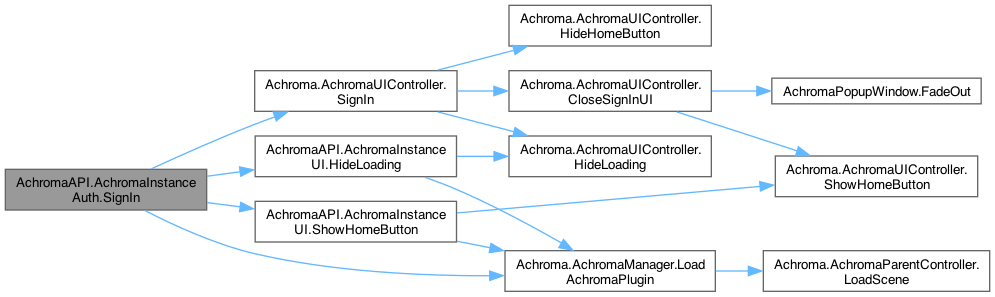 AchromaAPI.AchromaInstance
Auth.SignIn
Achroma.AchromaUIController.
SignIn
AchromaAPI.AchromaInstance
UI.HideLoading
AchromaAPI.AchromaInstance
UI.ShowHomeButton
Achroma.AchromaUIController.
HideHomeButton
Achroma.AchromaUIController.
CloseSignInUI
Achroma.AchromaUIController.
HideLoading
Achroma.AchromaManager.Load
AchromaPlugin
AchromaPopupWindow.FadeOut
Achroma.AchromaUIController.
ShowHomeButton
Achroma.AchromaParentController.
LoadScene